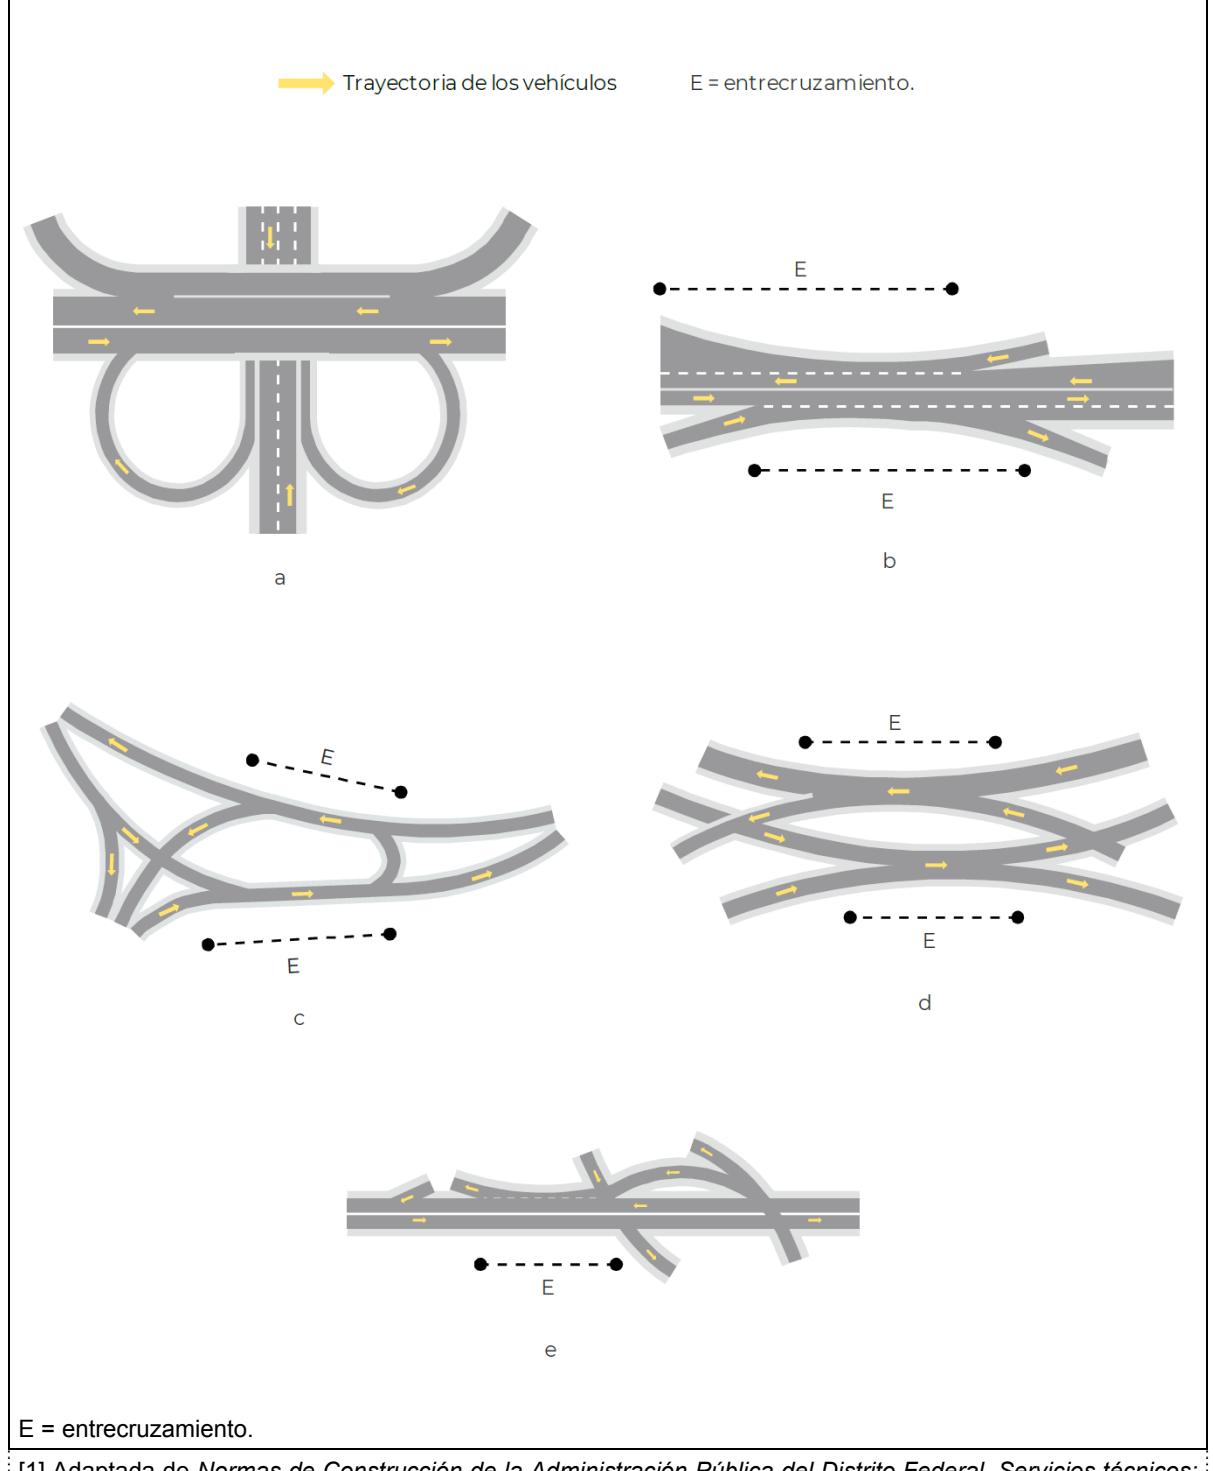 Trayectoria de los vehículos
E = entrecruzamiento.
E
E
a
b
E
E
c
E
E
d
E
e
E = entrecruzamiento.
[1] Adaptada de Normas de Construcción de la Administración Pública del Distrito Federal. Servicios técnicos;